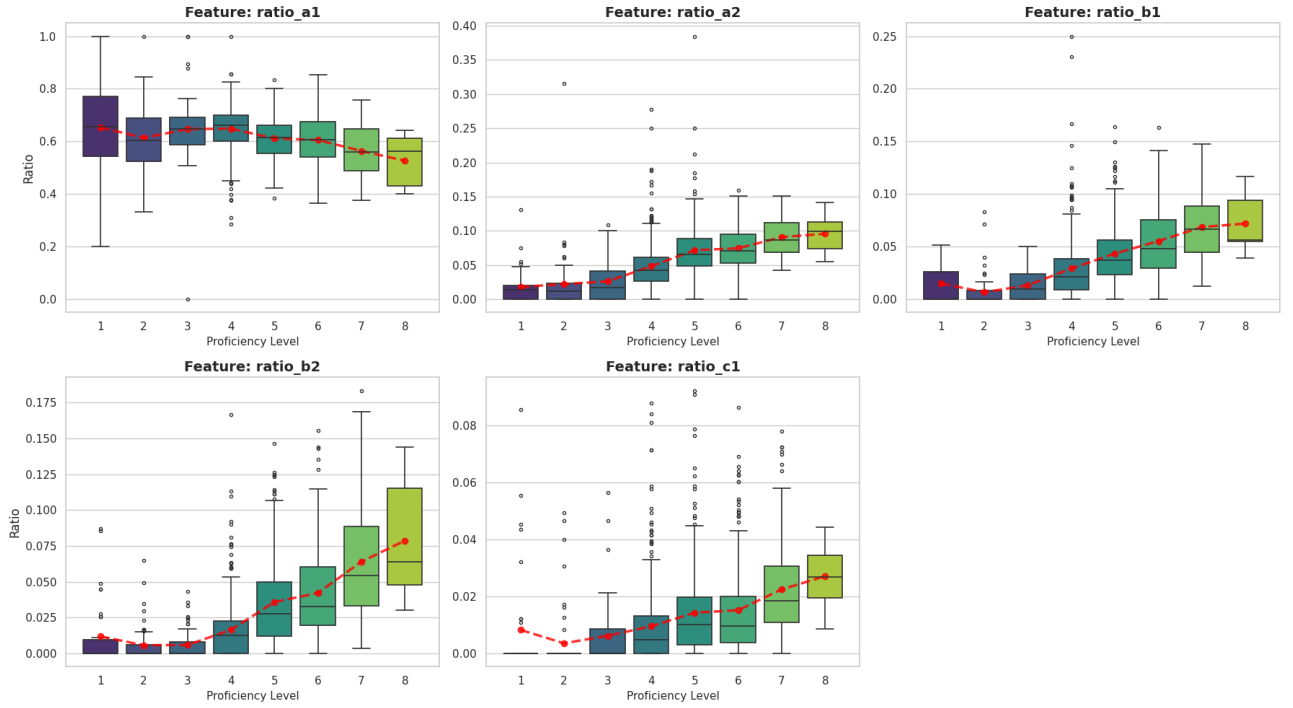 Feature: ratio_a1
1.0
0.8
0.6
0.4
0.2
0.0
Ratio
1 2 3 4 5 6 7 8
Proficiency Level
Feature: ratio_a2
0.40
0.35
0.30
0.25
0.20
0.15
0.10
0.05
0.00
1 2 3 4 5 6 7 8
Proficiency Level
Feature: ratio_b1
0.25
0.20
0.15
0.10
0.05
0.00
1 2 3 4 5 6 7 8
Proficiency Level
Feature: ratio_b2
0.175
0.150
0.125
0.100
0.075
0.050
0.025
0.000
Ratio
1 2 3 4 5 6 7 8
Proficiency Level
Feature: ratio_c1
0.08
0.06
0.04
0.02
0.00
1 2 3 4 5 6 7 8
Proficiency Level